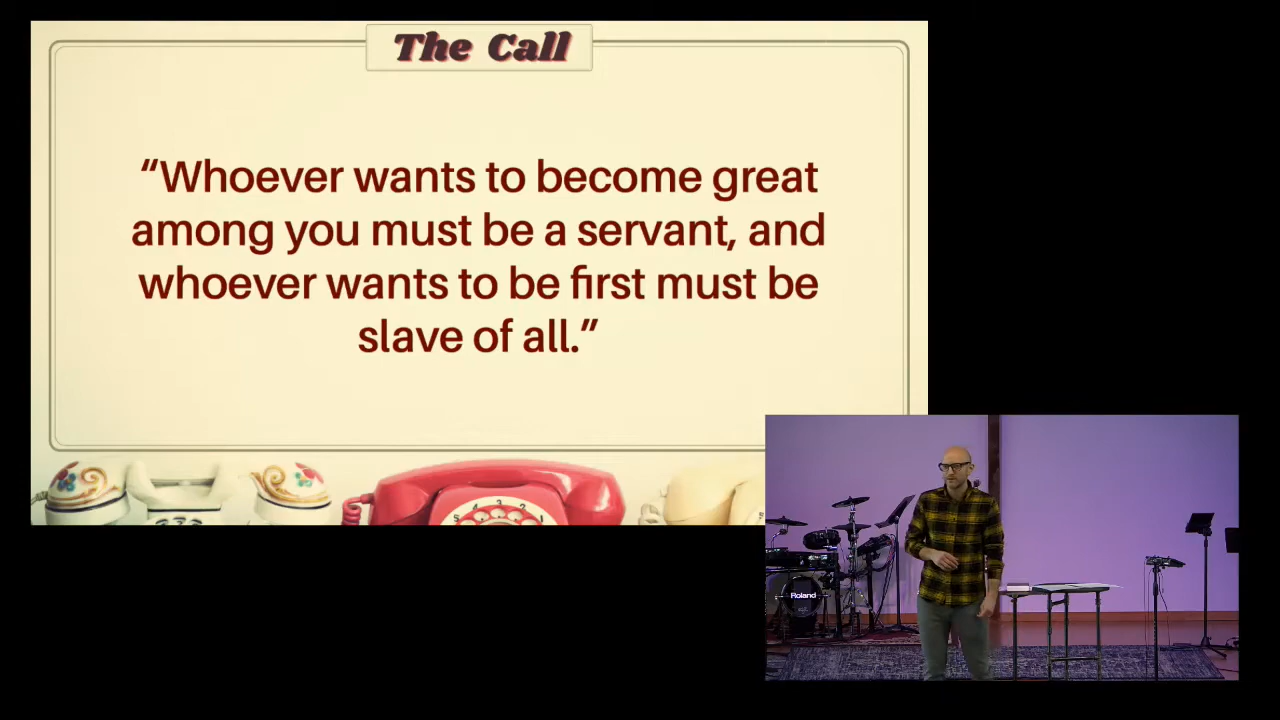 The Call
“Whoever wants to become great
among you must be a servant, and
whoever wants to be first must be
slave of all.”
Roland